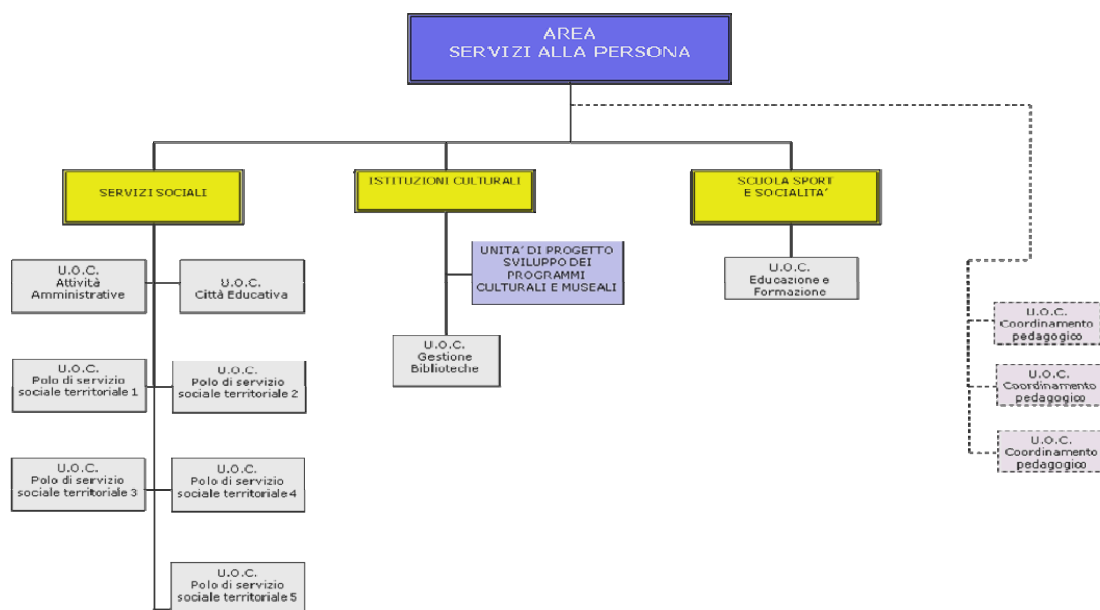 AREA
SERVIZI ALLA PERSONA
SERVIZI SOCIALI
ISTITUZIONI CULTURALI
SCUOLA SPORT
E SOCIALITA'
U.O.C.
Attività
Amministrative
U.O.C.
Città Educativa
UNITA' DI PROGETTO
SVILUPPO DEI
PROGRAMMI
CULTURALI E MUSEALI
U.O.C.
Educazione e
Formazione
U.O.C.
Coordinamento
pedagogico
U.O.C.
Gestione
Biblioteche
U.O.C.
Polo di servizio
sociale territoriale 1
U.O.C.
Polo di servizio
sociale territoriale 2
U.O.C.
Coordinamento
pedagogico
U.O.C.
Coordinamento
pedagogico
U.O.C.
Polo di servizio
sociale territoriale 3
U.O.C.
Polo di servizio
sociale territoriale 4
U.O.C.
Polo di servizio
sociale territoriale 5